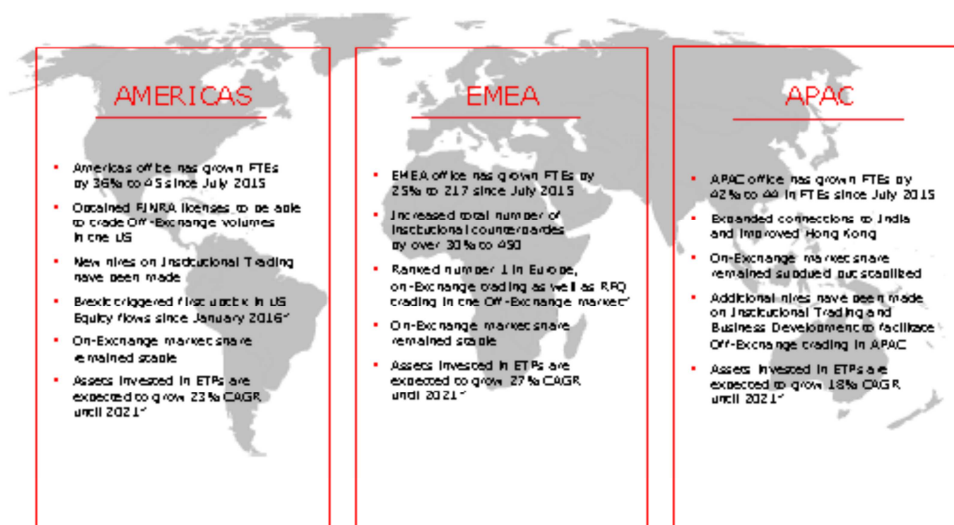 AMERICAS
Americas office has grown FTEs
by 36% to 45 since July 2015
Obtained FINRA licenses to be able
to trade Off-Exchange volumes
in the US
New hires on Institutional Trading
have been made
Brexit triggered first uptick in US
Equity flows since January 2016
On-Exchange market share
remained stable
Assets invested in ETPs are
expected to grow 23% CAGR
until 2021
EMEA
EMEA office has grown FTEs by
25% to 217 since July 2015
Increased total number of
institutional counterparties
by over 30% to 450
Ranked number 1 in Europe,
on-Exchange trading as well as RFQ
trading in the Off-Exchange market
On-Exchange market share
remained stable
Assets invested in ETPs are
expected to grow 27% CAGR
until 2021
APAC
APAC office has grown FTEs by
42% to 44 in FTEs since July 2015
Expanded connections to India
and improved Hong Kong
On-Exchange market share
remained subdued but stabilized
Additional hires have been made
on Institutional Trading and
Business Development to facilitate
Off-Exchange trading in APAC
Assets invested in ETPs are
expected to grow 18% CAGR
until 2021